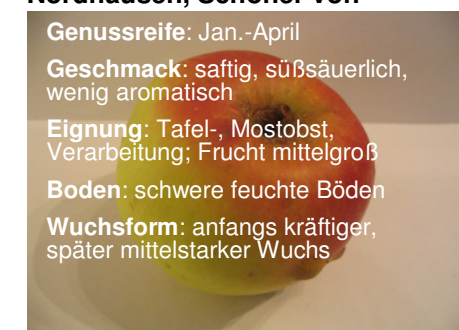 Nordhausen, Schöner von
Genussreife: Jan.-April
Geschmack: saftig, süßsäuerlich,
wenig aromatisch
Eignung: Tafel-, Mostobst,
Verarbeitung; Frucht mittelgroß
Boden: schwere feuchte Böden
Wuchsform: anfangs kräftiger,
später mittelstarker Wuchs